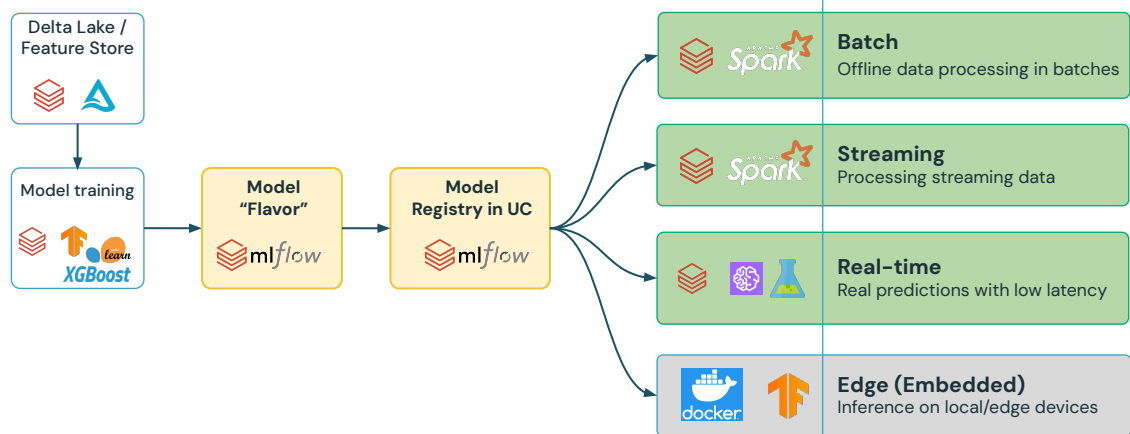 Delta Lake /
Feature Store
Model training
learn
XGBoost
Model
“Flavor”
mlflow
Model
Registry in UC
mlflow
APACHE
Spark
Batch
Offline data processing in batches
APACHE
Spark
Streaming
Processing streaming data
Real-time
Real predictions with low latency
docker
Edge (Embedded)
Inference on local/edge devices